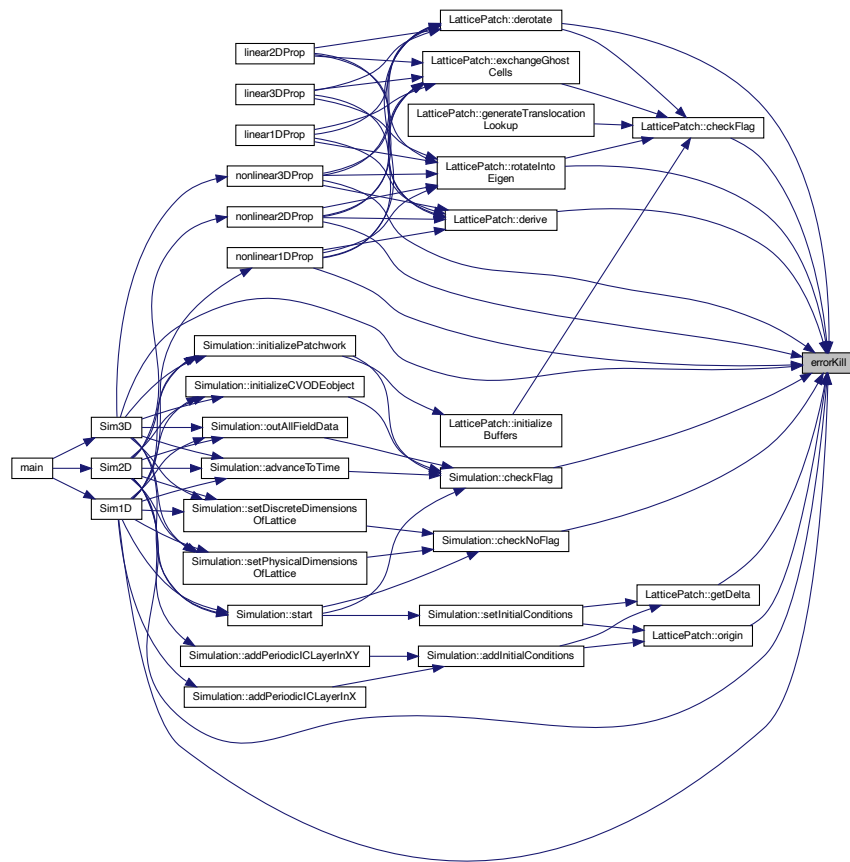 LatticePatch::derotate
linear2DProp
LatticePatch::exchangeGhost
Cells
linear3DProp
LatticePatch::generateTranslocation
Lookup
LatticePatch::checkFlag
linear1DProp
LatticePatch::rotateInto
Eigen
nonlinear3DProp
nonlinear2DProp
LatticePatch::derive
nonlinear1DProp
Simulation::initializePatchwork
errorKill
Simulation::initializeCVODEobject
Sim3D
Simulation::outAllFieldData
LatticePatch::initialize
Buffers
main
Sim2D
Simulation::advanceToTime
Simulation::checkFlag
Sim1D
Simulation::setDiscreteDimensions
OfLattice
Simulation::checkNoFlag
Simulation::setPhysicalDimensions
OfLattice
LatticePatch::getDelta
Simulation::start
Simulation::setInitialConditions
LatticePatch::origin
Simulation::addPeriodicICLayerInXY
Simulation::addInitialConditions
Simulation::addPeriodicICLayerInX